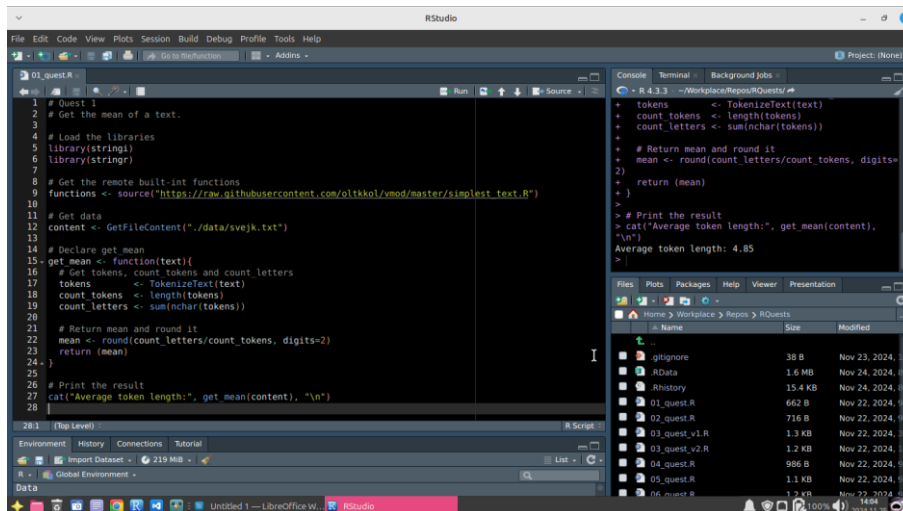 RStudio
File Edit Code View Plots Session Build Debug Profile Tools Help
Go to file/function Addins Project: (None)
01_quest.R
Run Source
1 # Quest 1
2 # Get the mean of a text.
3
4 # Load the libraries
5 library(stringi)
6 library(stringr)
7
8 # Get the remote built-int functions
9 functions <- source("https://raw.githubusercontent.com/oltkkol/vmod/master/simplest_text.R")
10
11 # Get data
12 content <- GetFileContent("./data/svejk.txt")
13
14 # Declare get_mean
15 get_mean <- function(text){
16 # Get tokens, count_tokens and count_letters
17 tokens <- TokenizeText(text)
18 count_tokens <- length(tokens)
19 count_letters <- sum(nchar(tokens))
20
21 # Return mean and round it
22 mean <- round(count_letters/count_tokens, digits=2)
23 return (mean)
24 }
25
26 # Print the result
27 cat("Average token length:", get_mean(content), "\n")
28
28:1 (Top Level) R Script
Environment History Connections Tutorial
Import Dataset 219 MiB List
R Global Environment
Data
Console Terminal Background Jobs
R 4.3.3 · ~/Workplace/Repos/RQuests/
+ tokens <- TokenizeText(text)
+ count_tokens <- length(tokens)
+ count_letters <- sum(nchar(tokens))
+
+ # Return mean and round it
+ mean <- round(count_letters/count_tokens, digits=
2)
+ return (mean)
+ }
>
> # Print the result
> cat("Average token length:", get_mean(content),
"\n")
Average token length: 4.85
>
Files Plots Packages Help Viewer Presentation
Home Workplace Repos RQuests
Name Size Modified
..
.gitignore 38 B Nov 23, 2024,
.RData 1.6 MB Nov 24, 2024,
.Rhistory 15.4 KB Nov 24, 2024,
01_quest.R 662 B Nov 22, 2024,
02_quest.R 716 B Nov 22, 2024,
03_quest_v1.R 1.3 KB Nov 22, 2024,
03_quest_v2.R 1.2 KB Nov 22, 2024,
04_quest.R 986 B Nov 22, 2024,
05_quest.R 1.1 KB Nov 22, 2024,
06_quest.R 1.2 KB Nov 22, 2024,
Untitled 1 — LibreOffice W... RStudio 100% 14:04